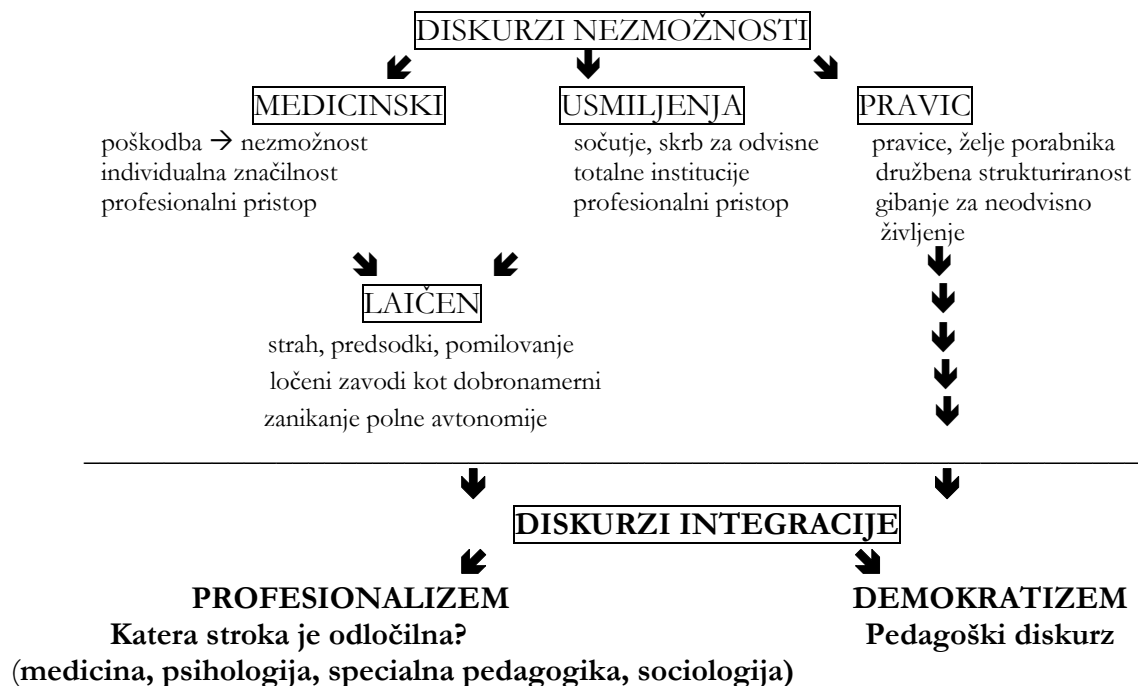 DISKURZI NEZMOŽNOSTI
MEDICINSKI
poškodba → nezmožnost
individualna značilnost
profesionalni pristop
USMILJENJA
sočutje, skrb za odvisne
totalne institucije
profesionalni pristop
PRAVIC
pravice, želje porabnika
družbena strukturiranost
gibanje za neodvisno
življenje
LAIČEN
strah, predsodki, pomilovanje
ločeni zavodi kot dobronamerni
zanikanje polne avtonomije
DISKURZI INTEGRACIJE
PROFESIONALIZEM
Katera stroka je odločilna?
(medicina, psihologija, specialna pedagogika, sociologija)
DEMOKRATIZEM
Pedagoški diskurz